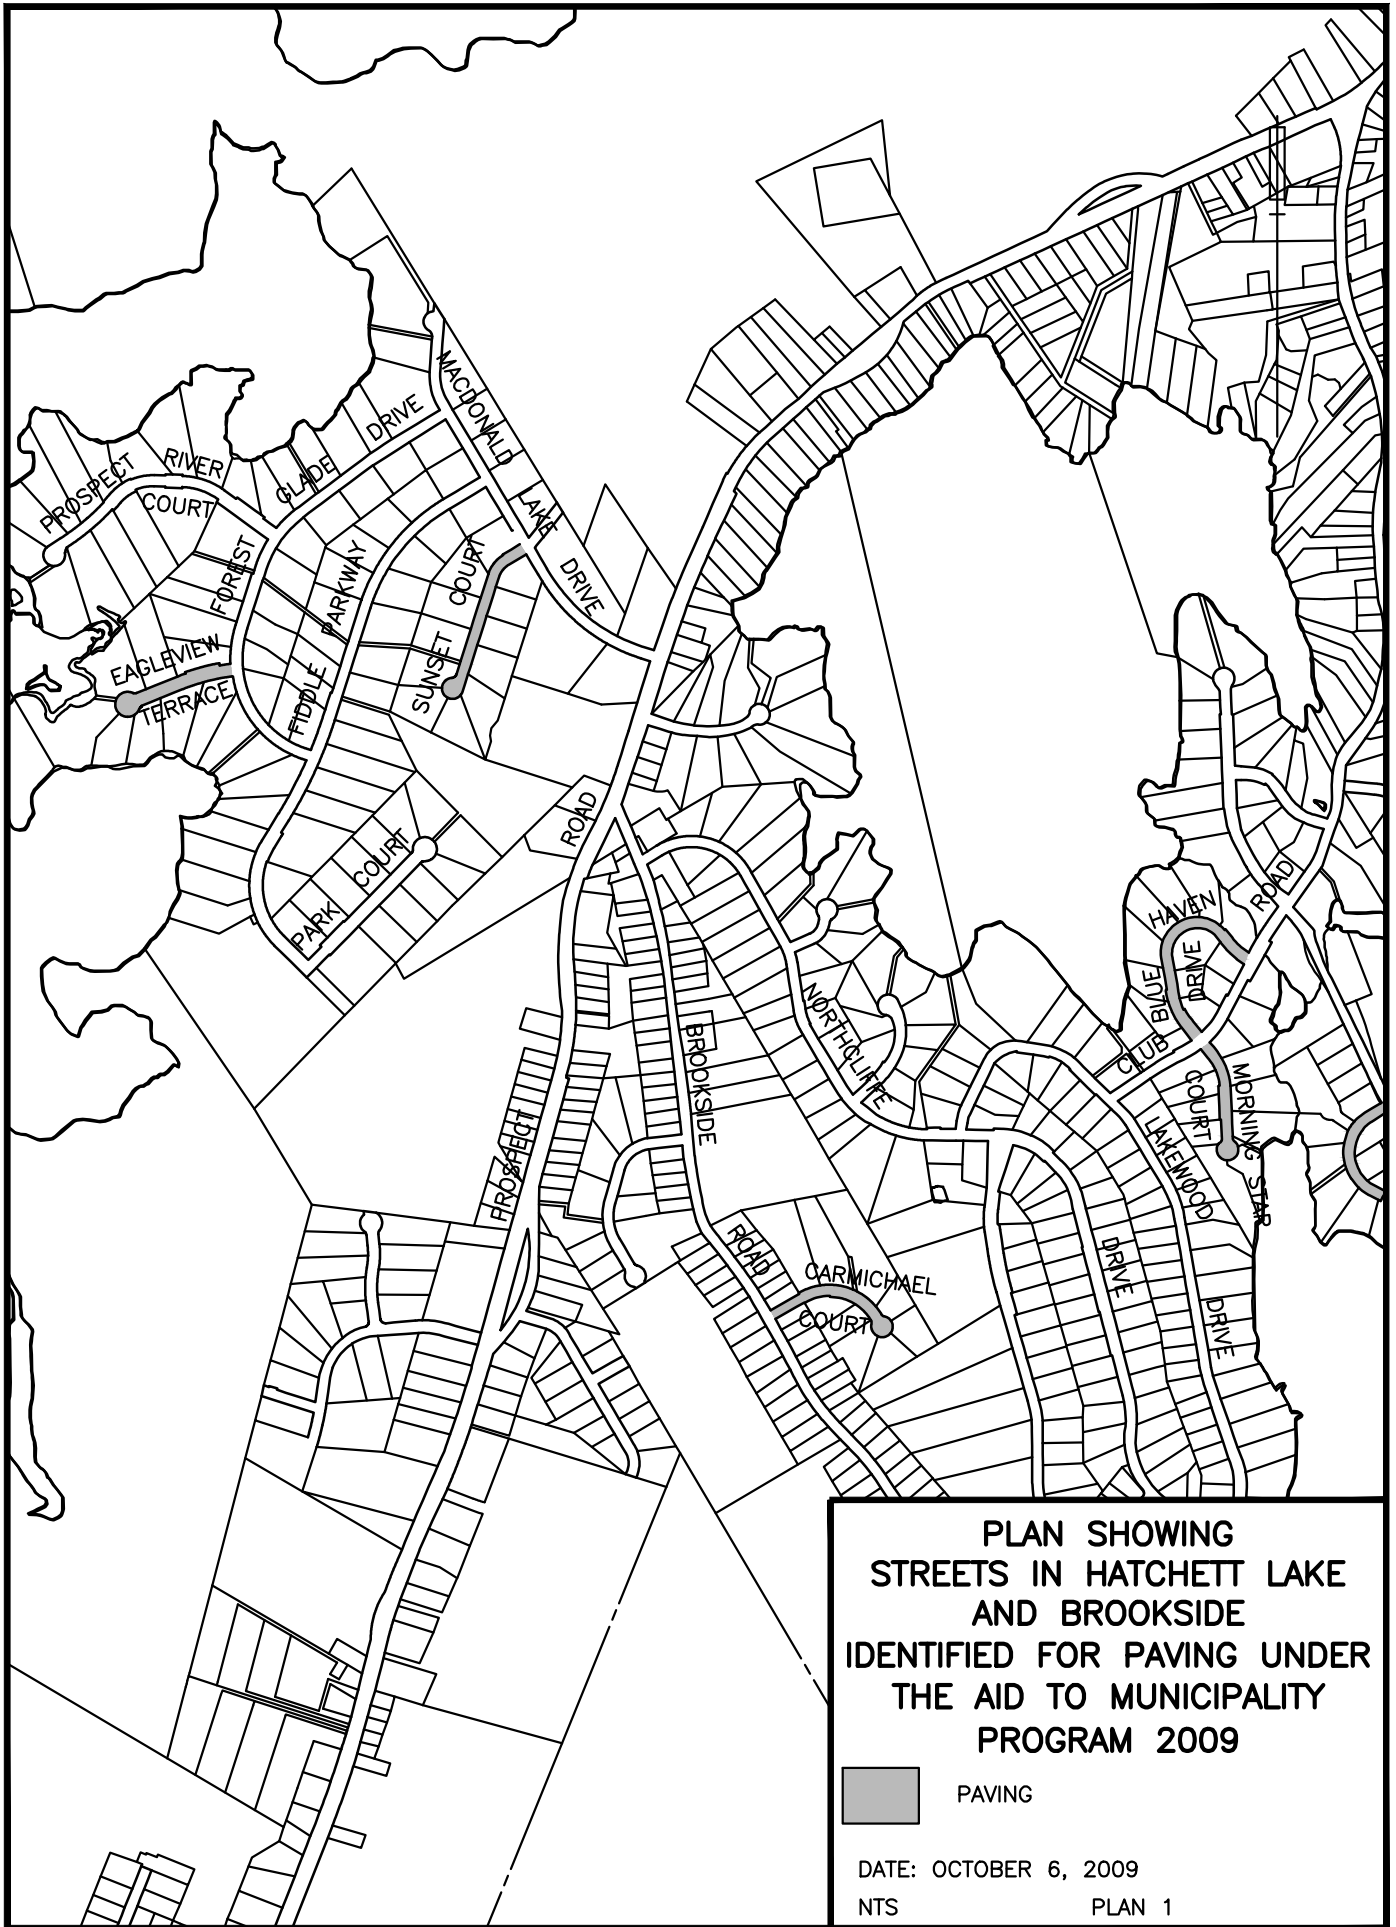 MACDONALD LAKE DRIVE
PROSPECT RIVER COURT
GLADE DRIVE
FOREST
FIDDLE PARKWAY
SUNSET COURT
EAGLEVIEW TERRACE
PARK COURT
PROSPECT ROAD
BROOKSIDE ROAD
NORTHCLIFFE DRIVE
CARMICHAEL COURT
BLUE HAVEN DRIVE
CLUB ROAD
MORNING STAR COURT
LAKEWOOD DRIVE
PLAN SHOWING
STREETS IN HATCHETT LAKE
AND BROOKSIDE
IDENTIFIED FOR PAVING UNDER
THE AID TO MUNICIPALITY
PROGRAM 2009
PAVING
DATE: OCTOBER 6, 2009
NTS PLAN 1